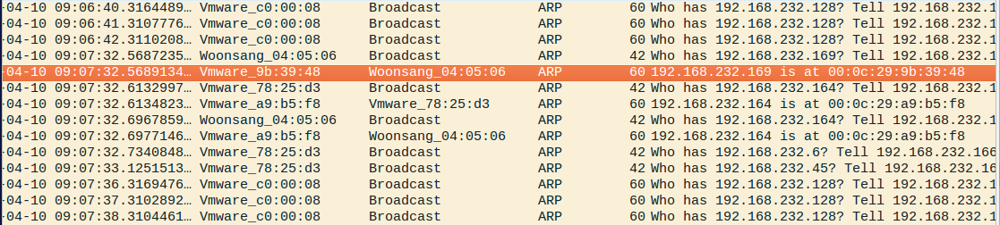 04-10 09:06:40.3164489… Vmware_c0:00:08 Broadcast ARP 60 Who has 192.168.232.128? Tell 192.168.232.1
04-10 09:06:41.3107776… Vmware_c0:00:08 Broadcast ARP 60 Who has 192.168.232.128? Tell 192.168.232.1
04-10 09:06:42.3110208… Vmware_c0:00:08 Broadcast ARP 60 Who has 192.168.232.128? Tell 192.168.232.1
04-10 09:07:32.5687235… Woonsang_04:05:06 Broadcast ARP 42 Who has 192.168.232.169? Tell 192.168.232.1
04-10 09:07:32.5689134… Vmware_9b:39:48 Woonsang_04:05:06 ARP 60 192.168.232.169 is at 00:0c:29:9b:39:48
04-10 09:07:32.6132997… Vmware_78:25:d3 Broadcast ARP 42 Who has 192.168.232.164? Tell 192.168.232.1
04-10 09:07:32.6134823… Vmware_a9:b5:f8 Vmware_78:25:d3 ARP 60 192.168.232.164 is at 00:0c:29:a9:b5:f8
04-10 09:07:32.6967859… Woonsang_04:05:06 Broadcast ARP 42 Who has 192.168.232.164? Tell 192.168.232.1
04-10 09:07:32.6977146… Vmware_a9:b5:f8 Woonsang_04:05:06 ARP 60 192.168.232.164 is at 00:0c:29:a9:b5:f8
04-10 09:07:32.7340848… Vmware_78:25:d3 Broadcast ARP 42 Who has 192.168.232.6? Tell 192.168.232.166
04-10 09:07:33.1251513… Vmware_78:25:d3 Broadcast ARP 42 Who has 192.168.232.45? Tell 192.168.232.16
04-10 09:07:36.3169476… Vmware_c0:00:08 Broadcast ARP 60 Who has 192.168.232.128? Tell 192.168.232.1
04-10 09:07:37.3102892… Vmware_c0:00:08 Broadcast ARP 60 Who has 192.168.232.128? Tell 192.168.232.1
04-10 09:07:38.3104461… Vmware_c0:00:08 Broadcast ARP 60 Who has 192.168.232.128? Tell 192.168.232.1